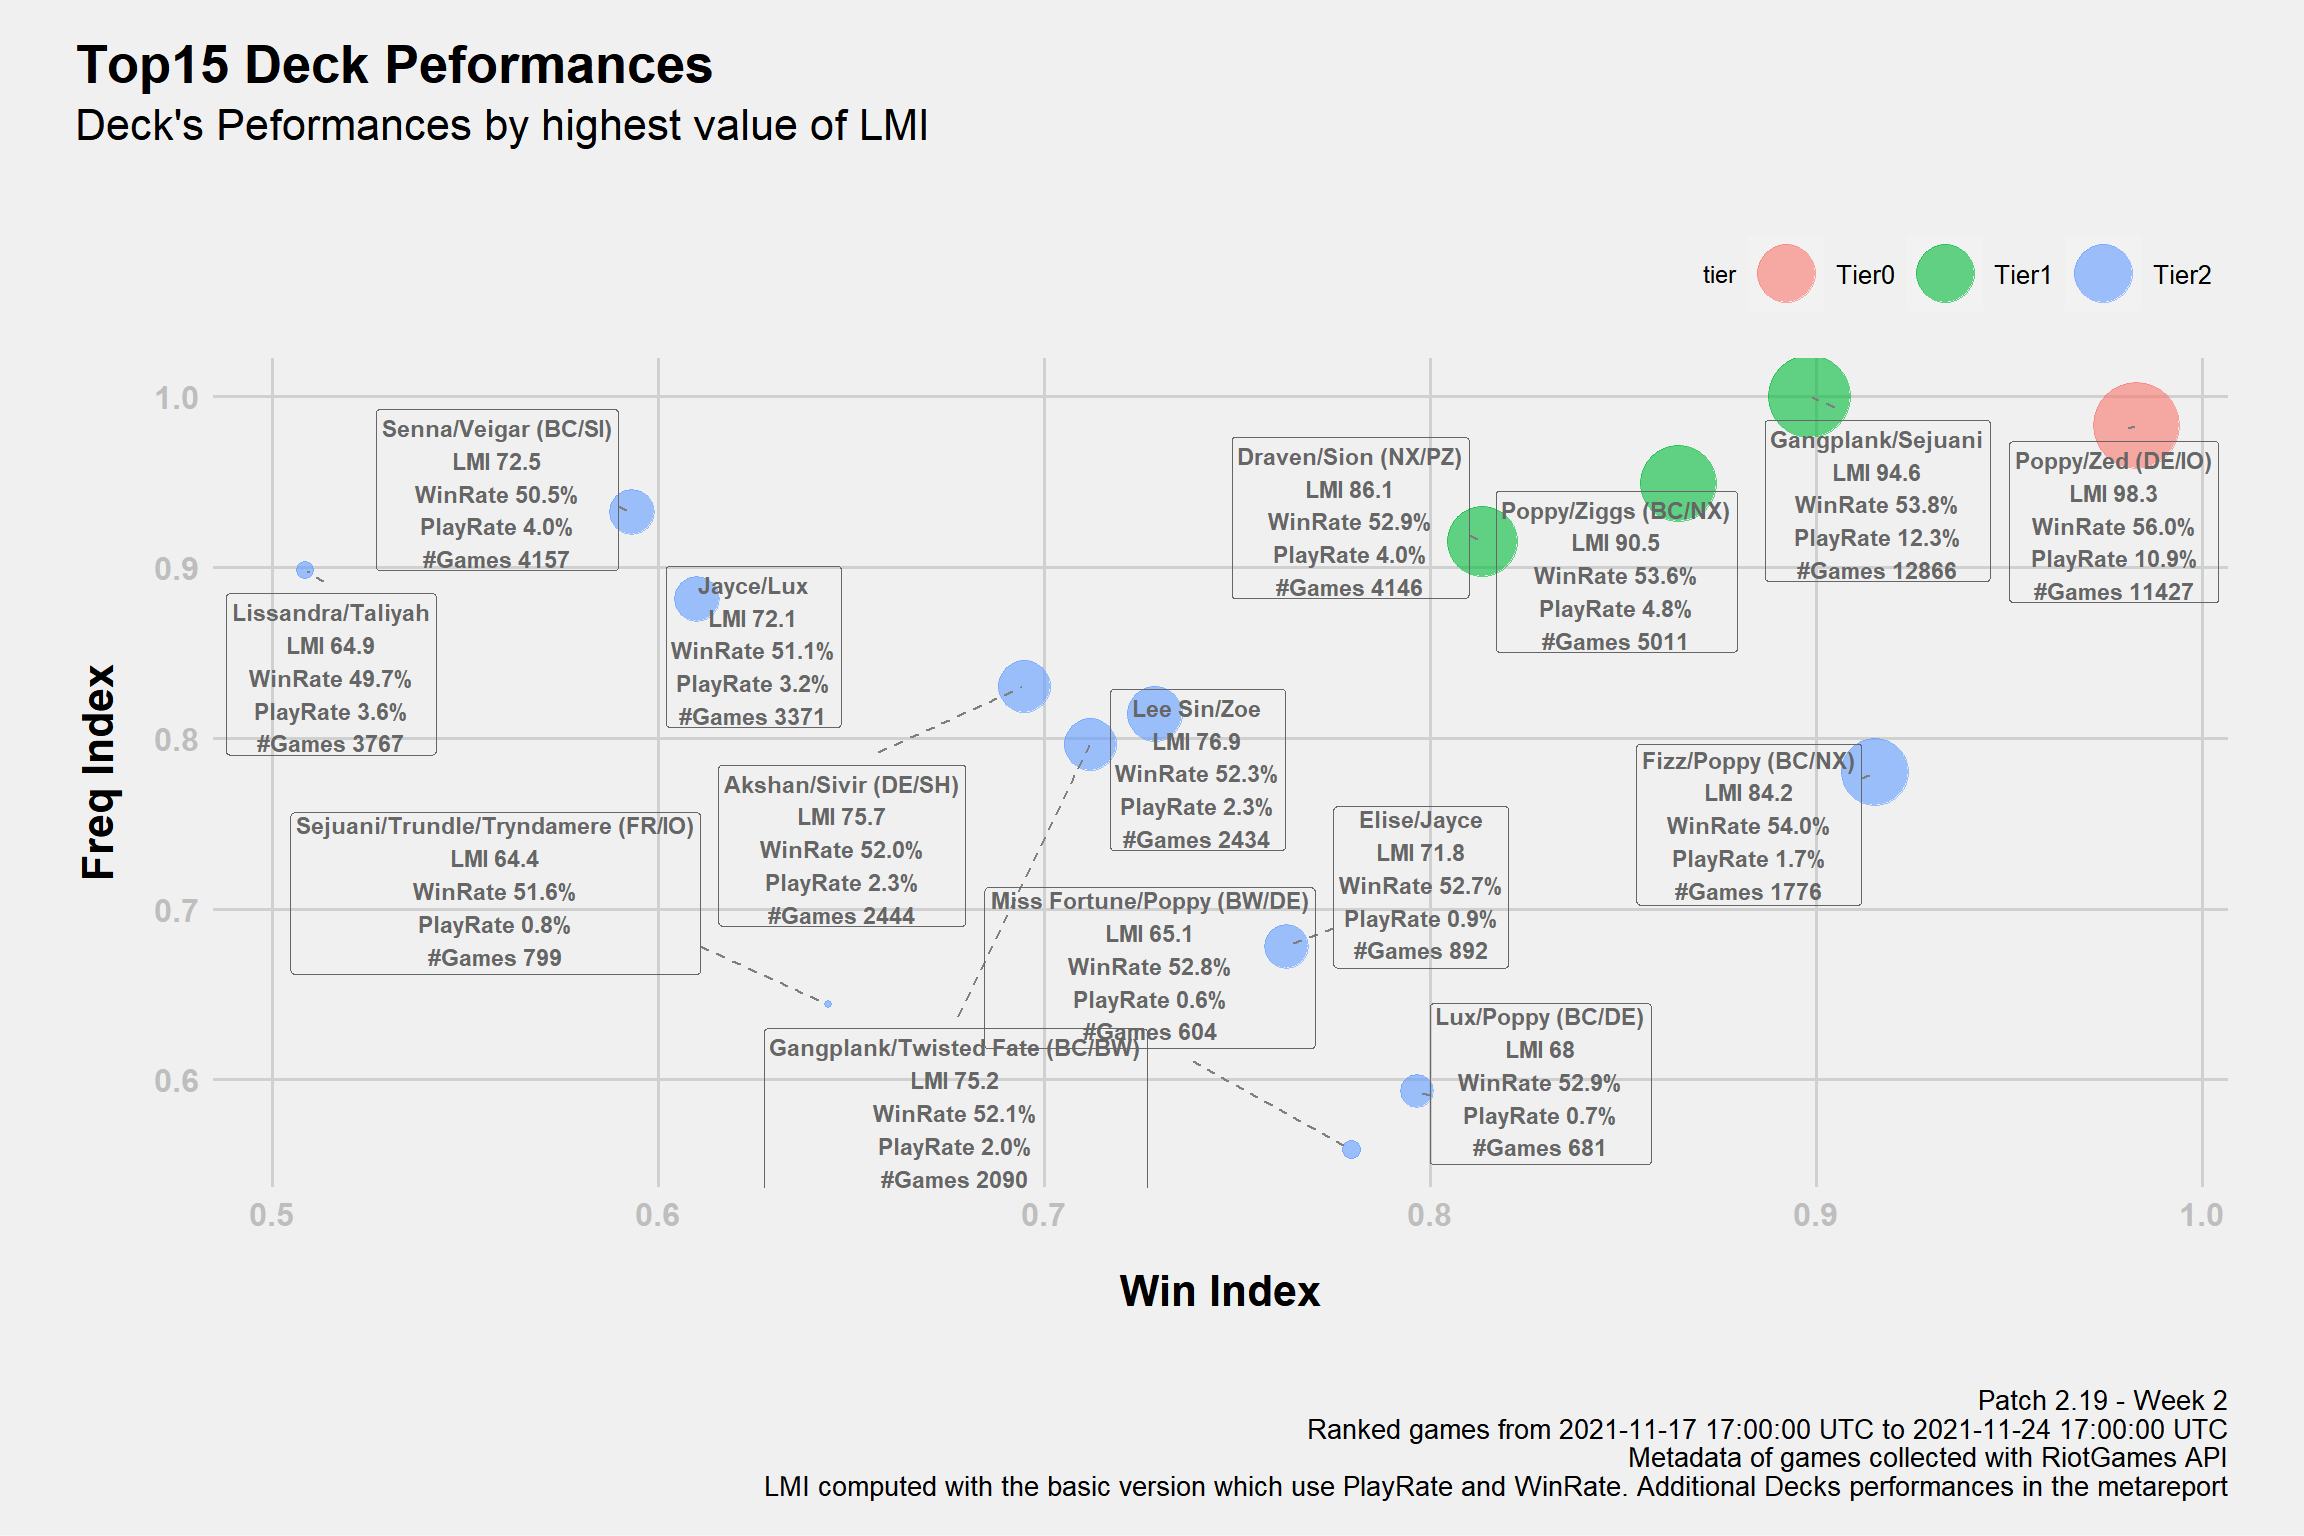 Top15 Deck Peformances
Deck's Peformances by highest value of LMI
tier Tier0 Tier1 Tier2
Freq Index
1.0
0.9
0.8
0.7
0.6
Senna/Veigar (BC/SI)
LMI 72.5
WinRate 50.5%
PlayRate 4.0%
#Games 4157
Draven/Sion (NX/PZ)
LMI 86.1
WinRate 52.9%
PlayRate 4.0%
#Games 4146
Poppy/Ziggs (BC/NX)
LMI 90.5
WinRate 53.6%
PlayRate 4.8%
#Games 5011
Gangplank/Sejuani
LMI 94.6
WinRate 53.8%
PlayRate 12.3%
#Games 12866
Poppy/Zed (DE/IO)
LMI 98.3
WinRate 56.0%
PlayRate 10.9%
#Games 11427
Lissandra/Taliyah
LMI 64.9
WinRate 49.7%
PlayRate 3.6%
#Games 3767
Jayce/Lux
LMI 72.1
WinRate 51.1%
PlayRate 3.2%
#Games 3371
Lee Sin/Zoe
LMI 76.9
WinRate 52.3%
PlayRate 2.3%
#Games 2434
Fizz/Poppy (BC/NX)
LMI 84.2
WinRate 54.0%
PlayRate 1.7%
#Games 1776
Akshan/Sivir (DE/SH)
LMI 75.7
WinRate 52.0%
PlayRate 2.3%
#Games 2444
Sejuani/Trundle/Tryndamere (FR/IO)
LMI 64.4
WinRate 51.6%
PlayRate 0.8%
#Games 799
Elise/Jayce
LMI 71.8
WinRate 52.7%
PlayRate 0.9%
#Games 892
Miss Fortune/Poppy (BW/DE)
LMI 65.1
WinRate 52.8%
PlayRate 0.6%
#Games 604
Lux/Poppy (BC/DE)
LMI 68
WinRate 52.9%
PlayRate 0.7%
#Games 681
Gangplank/Twisted Fate (BC/BW)
LMI 75.2
WinRate 52.1%
PlayRate 2.0%
#Games 2090
0.5 0.6 0.7 0.8 0.9 1.0
Win Index
Patch 2.19 - Week 2
Ranked games from 2021-11-17 17:00:00 UTC to 2021-11-24 17:00:00 UTC
Metadata of games collected with RiotGames API
LMI computed with the basic version which use PlayRate and WinRate. Additional Decks performances in the metareport